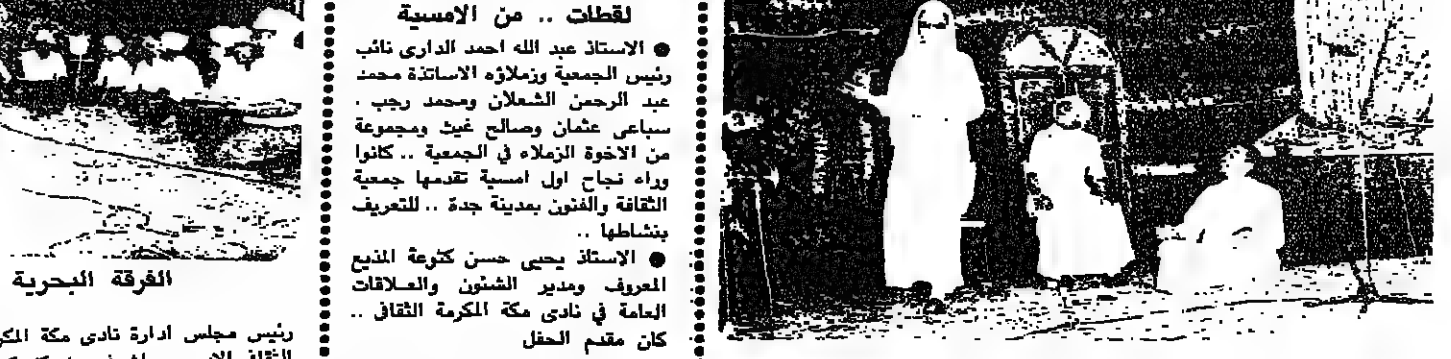 لقطات .. من الامسية
● الاستاذ عبد الله احمد الدارى نائب
رئيس الجمعية وزملاؤه الاساتذة محمد
عبد الرحمن الشعلان ومحمد رجب .
سباعى عثمان وصالح غيث ومجموعة
من الاخوة الزملاء في الجمعية .. كانوا
وراء نجاح اول امسية تقدمها جمعية
الثقافة والفنون بمدينة جدة .. للتعريف
بنشاطها ..
● الاستاذ يحيى حسن كتوعة المذيع
المعروف ومدير الشئون والعلاقات
العامة في نادى مكة المكرمة الثقافى ..
كان مقدم الحفل
الفرقة البحرية
رئيس مجلس ادارة نادى مكة